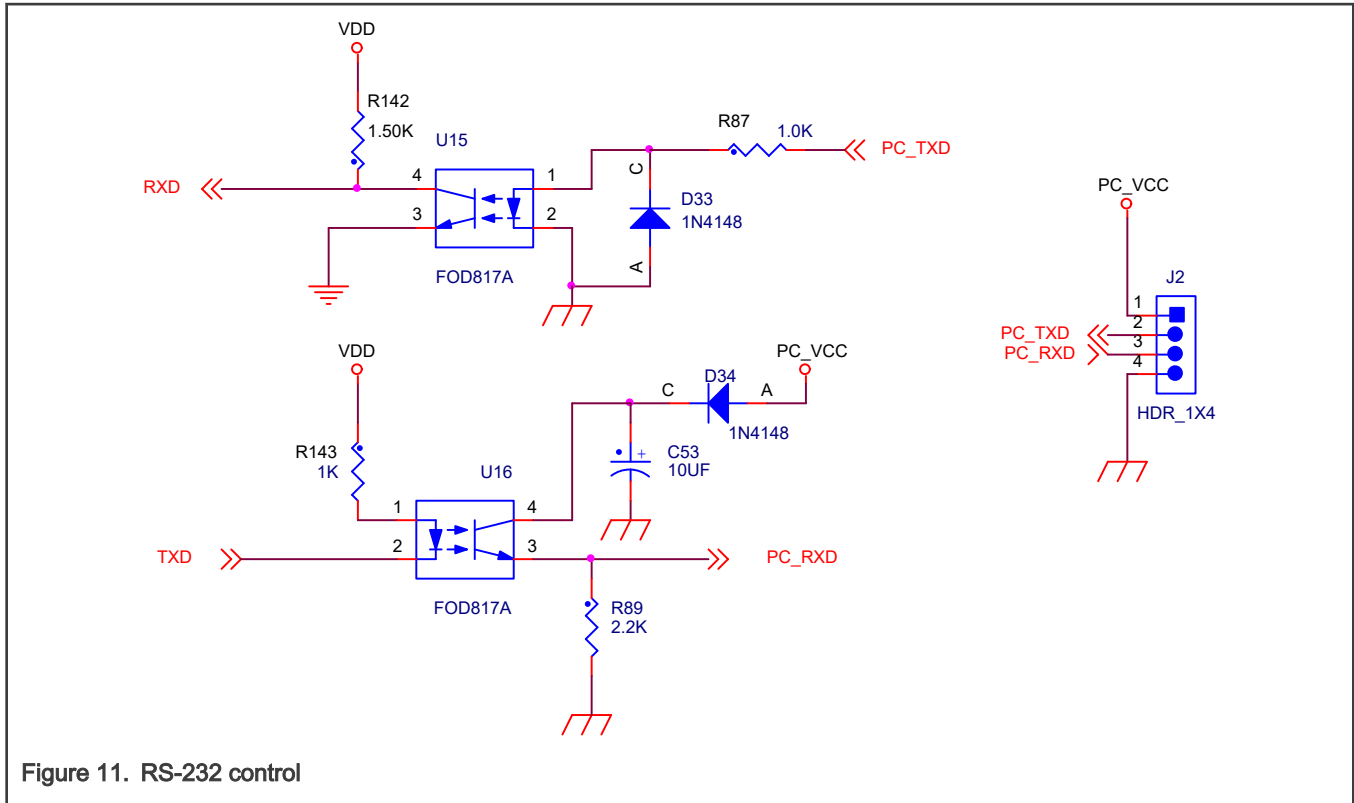 VDD
R142
1.50K
U15
R87
1.0K
PC_TXD
RXD
4
1
3
2
C
D33
1N4148
A
FOD817A
PC_VCC
J2
1
2
3
4
PC_TXD
PC_RXD
HDR_1X4
VDD
PC_VCC
C
D34
A
1N4148
R143
1K
U16
C53
10UF
+
1
4
2
3
TXD
PC_RXD
FOD817A
R89
2.2K
Figure 11. RS-232 control